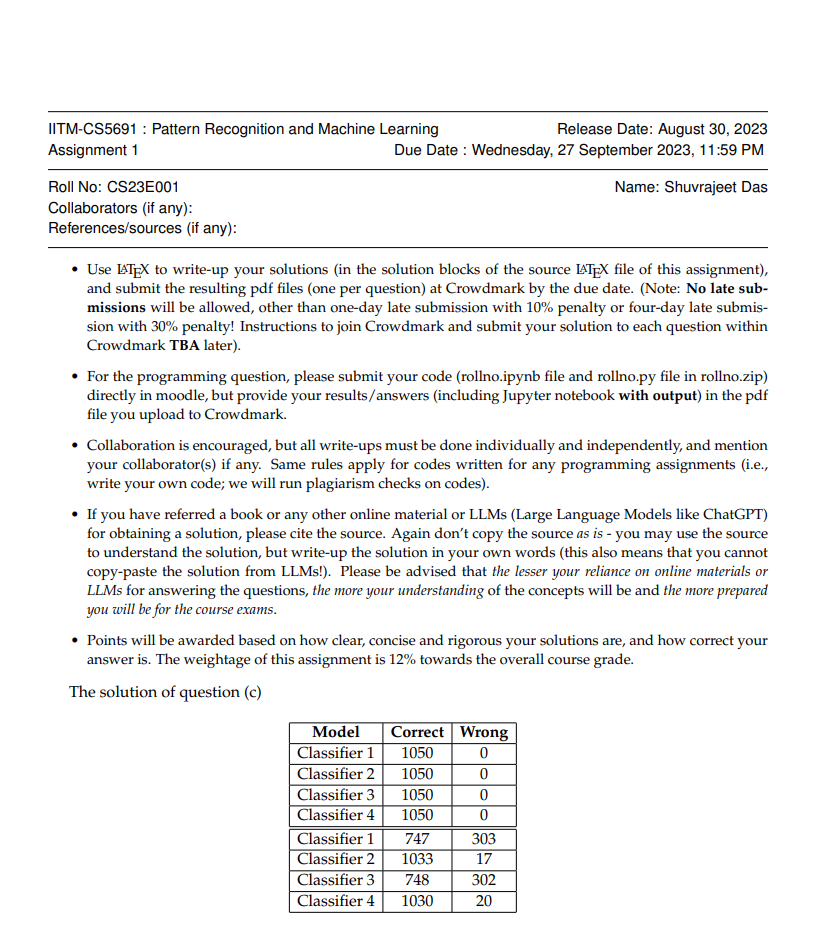 IITM-CS5691 : Pattern Recognition and Machine Learning Release Date: August 30, 2023
Assignment 1 Due Date : Wednesday, 27 September 2023, 11:59 PM
Roll No: CS23E001 Name: Shuvrajeet Das
Collaborators (if any):
References/sources (if any):
• Use LATEX to write-up your solutions (in the solution blocks of the source LATEX file of this assignment),
and submit the resulting pdf files (one per question) at Crowdmark by the due date. (Note: No late sub-
missions will be allowed, other than one-day late submission with 10% penalty or four-day late submis-
sion with 30% penalty! Instructions to join Crowdmark and submit your solution to each question within
Crowdmark TBA later).
• For the programming question, please submit your code (rollno.ipynb file and rollno.py file in rollno.zip)
directly in moodle, but provide your results/answers (including Jupyter notebook with output) in the pdf
file you upload to Crowdmark.
• Collaboration is encouraged, but all write-ups must be done individually and independently, and mention
your collaborator(s) if any. Same rules apply for codes written for any programming assignments (i.e.,
write your own code; we will run plagiarism checks on codes).
• If you have referred a book or any other online material or LLMs (Large Language Models like ChatGPT)
for obtaining a solution, please cite the source. Again don't copy the source as is - you may use the source
to understand the solution, but write-up the solution in your own words (this also means that you cannot
copy-paste the solution from LLMs!). Please be advised that the lesser your reliance on online materials or
LLMs for answering the questions, the more your understanding of the concepts will be and the more prepared
you will be for the course exams.
• Points will be awarded based on how clear, concise and rigorous your solutions are, and how correct your
answer is. The weightage of this assignment is 12% towards the overall course grade.
The solution of question (c)
Model Correct Wrong
Classifier 1 1050 0
Classifier 2 1050 0
Classifier 3 1050 0
Classifier 4 1050 0
Classifier 1 747 303
Classifier 2 1033 17
Classifier 3 748 302
Classifier 4 1030 20